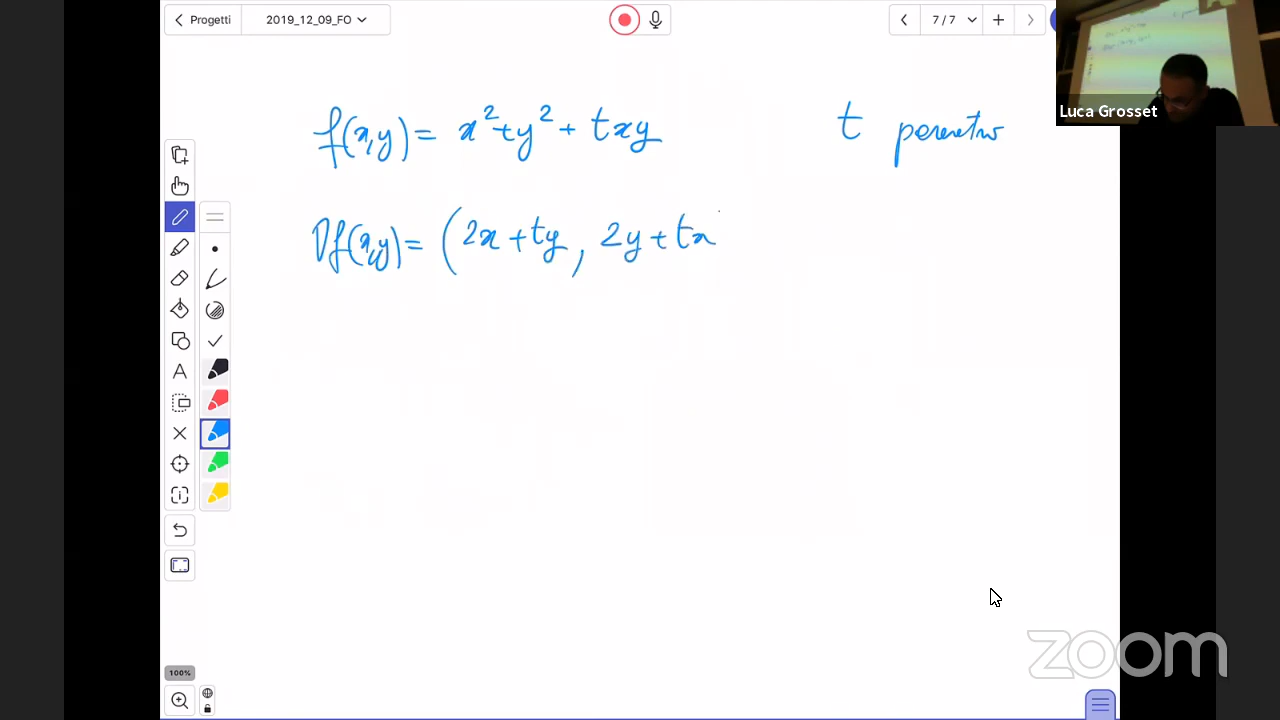 Progetti
2019_12_09_FO
7/7
Luca Grosset
f(x,y) = x² + y² + txy
t parametro
∇f(x,y) = (2x + ty, 2y + tx
A
100%
zoom